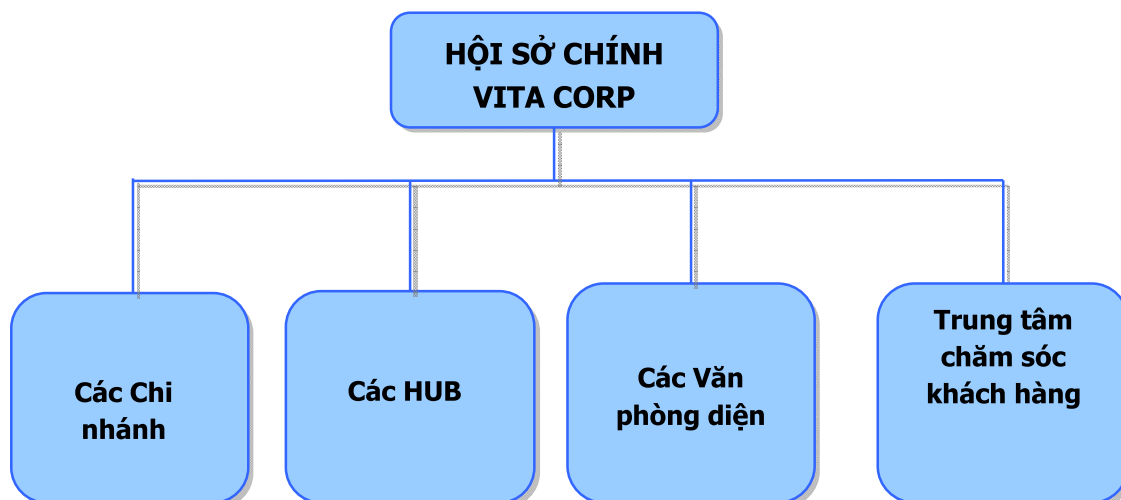 HỘI SỞ CHÍNH
VITA CORP
Các Chi
nhánh
Các HUB
Các Văn
phòng diện
Trung tâm
chăm sóc
khách hàng